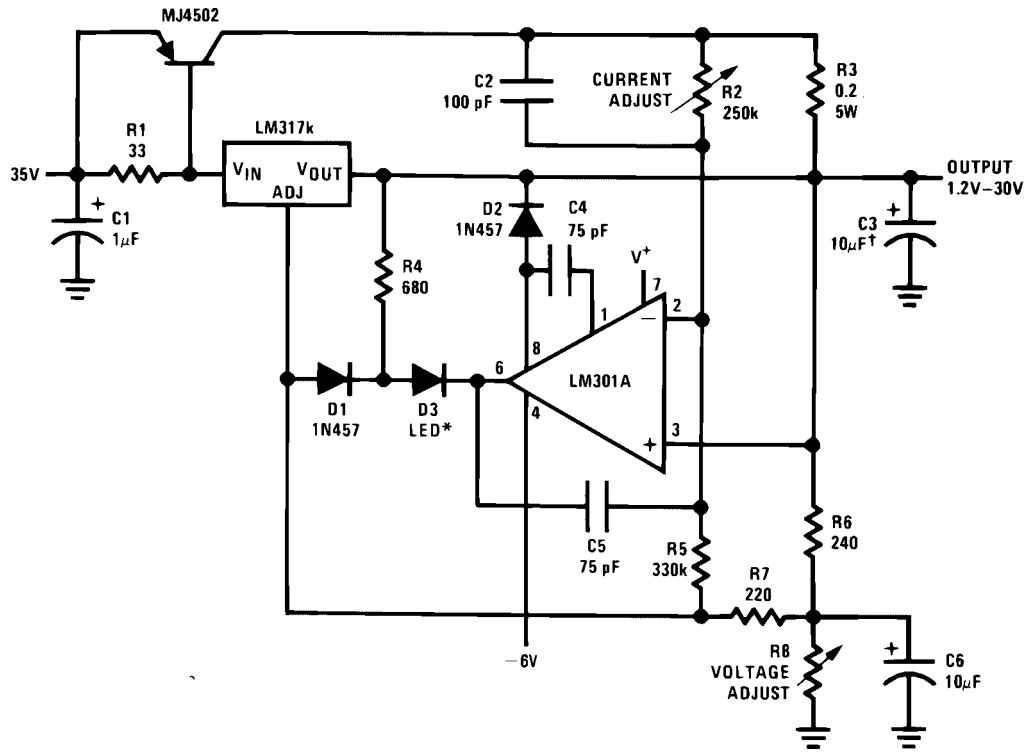 MJ4502
C2
100 pF
CURRENT
ADJUST
R2
250k
R3
0.2
5W
R1
33
LM317k
VIN
VOUT
ADJ
35V
OUTPUT
1.2V–30V
+
C1
1μF
D2
1N457
C4
75 pF
+
C3
10μF†
R4
680
V+
7
1
2
−
8
6
LM301A
4
+
3
D1
1N457
D3
LED*
C5
75 pF
R5
330k
R6
240
R7
220
−6V
R8
VOLTAGE
ADJUST
+
C6
10μF